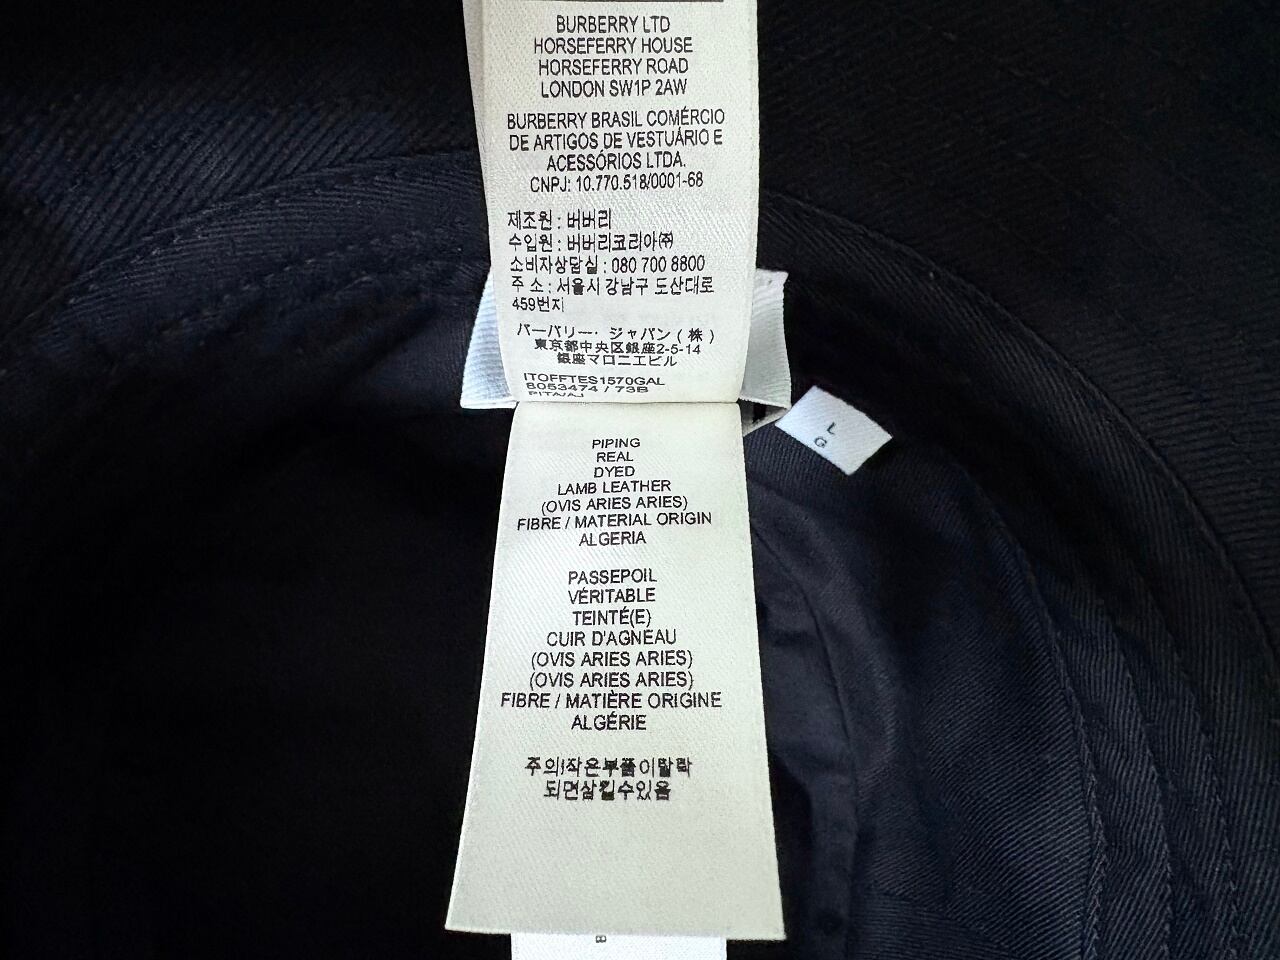 BURBERRY LTD
HORSEFERRY HOUSE
HORSEFERRY ROAD
LONDON SW1P 2AW
BURBERRY BRASIL COMÉRCIO
DE ARTIGOS DE VESTUÁRIO E
ACESSÓRIOS LTDA.
CNPJ: 10.770.518/0001-68
제조원 : 버버리
수입원 : 버버리코리아㈜
소비자상담실 : 080 700 8800
주 소 : 서울시 강남구 도산대로
459번지
バーバリー・ジャパン ( 株 )
東京都中央区銀座2-5-14
銀座マロニエビル
ITOFFTES1570GAL
8053474 / 73B
L
G
PIPING
REAL
DYED
LAMB LEATHER
(OVIS ARIES ARIES)
FIBRE / MATERIAL ORIGIN
ALGERIA
PASSEPOIL
VÉRITABLE
TEINTÉ(E)
CUIR D'AGNEAU
(OVIS ARIES ARIES)
(OVIS ARIES ARIES)
FIBRE / MATIÈRE ORIGINE
ALGÉRIE
주의!작은부품이탈락
되면삼킬수있음